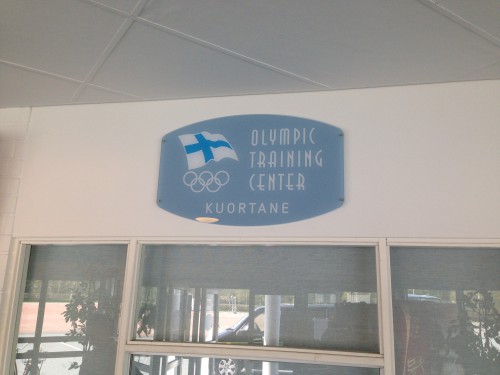 OLYMPIC
TRAINING
CENTER
KUORTANE